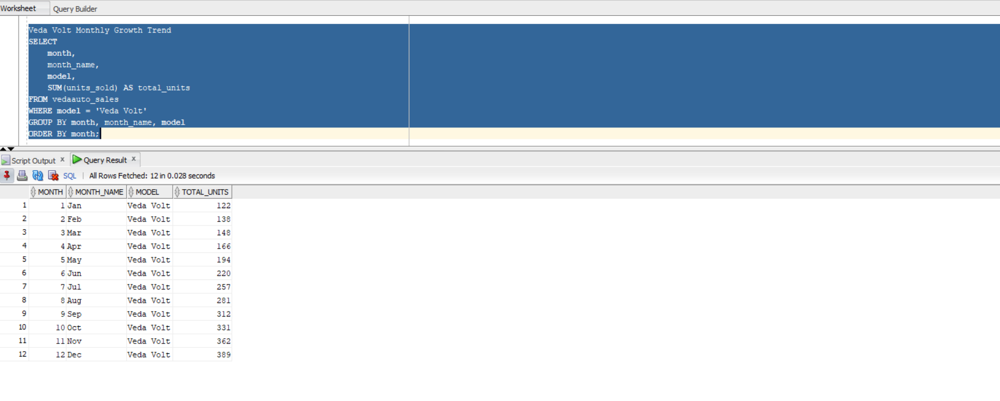 Worksheet Query Builder
Veda Volt Monthly Growth Trend
SELECT
month,
month_name,
model,
SUM(units_sold) AS total_units
FROM vedaauto_sales
WHERE model = 'Veda Volt'
GROUP BY month, month_name, model
ORDER BY month;
Script Output x Query Result x
SQL | All Rows Fetched: 12 in 0.028 seconds
MONTH MONTH_NAME MODEL TOTAL_UNITS
1 1 Jan Veda Volt 122
2 2 Feb Veda Volt 138
3 3 Mar Veda Volt 148
4 4 Apr Veda Volt 166
5 5 May Veda Volt 194
6 6 Jun Veda Volt 220
7 7 Jul Veda Volt 257
8 8 Aug Veda Volt 281
9 9 Sep Veda Volt 312
10 10 Oct Veda Volt 331
11 11 Nov Veda Volt 362
12 12 Dec Veda Volt 389